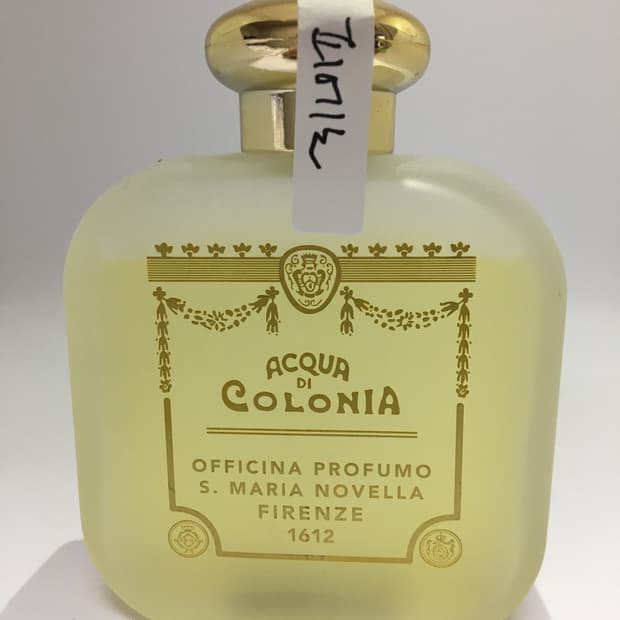 ACQUA
DI
COLONIA
OFFICINA PROFUMO
S. MARIA NOVELLA
FIRENZE
1612